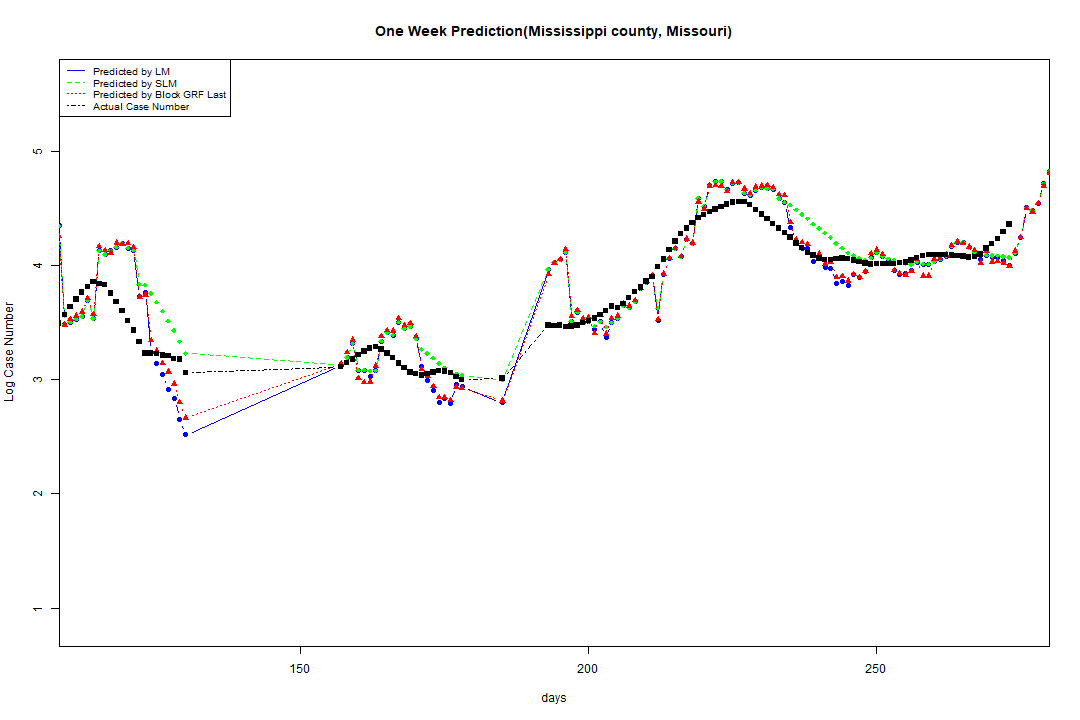 One Week Prediction(Mississippi county, Missouri)
Predicted by LM
Predicted by SLM
Predicted by Block GRF Last
Actual Case Number
5
4
3
2
1
Log Case Number
150
200
250
days